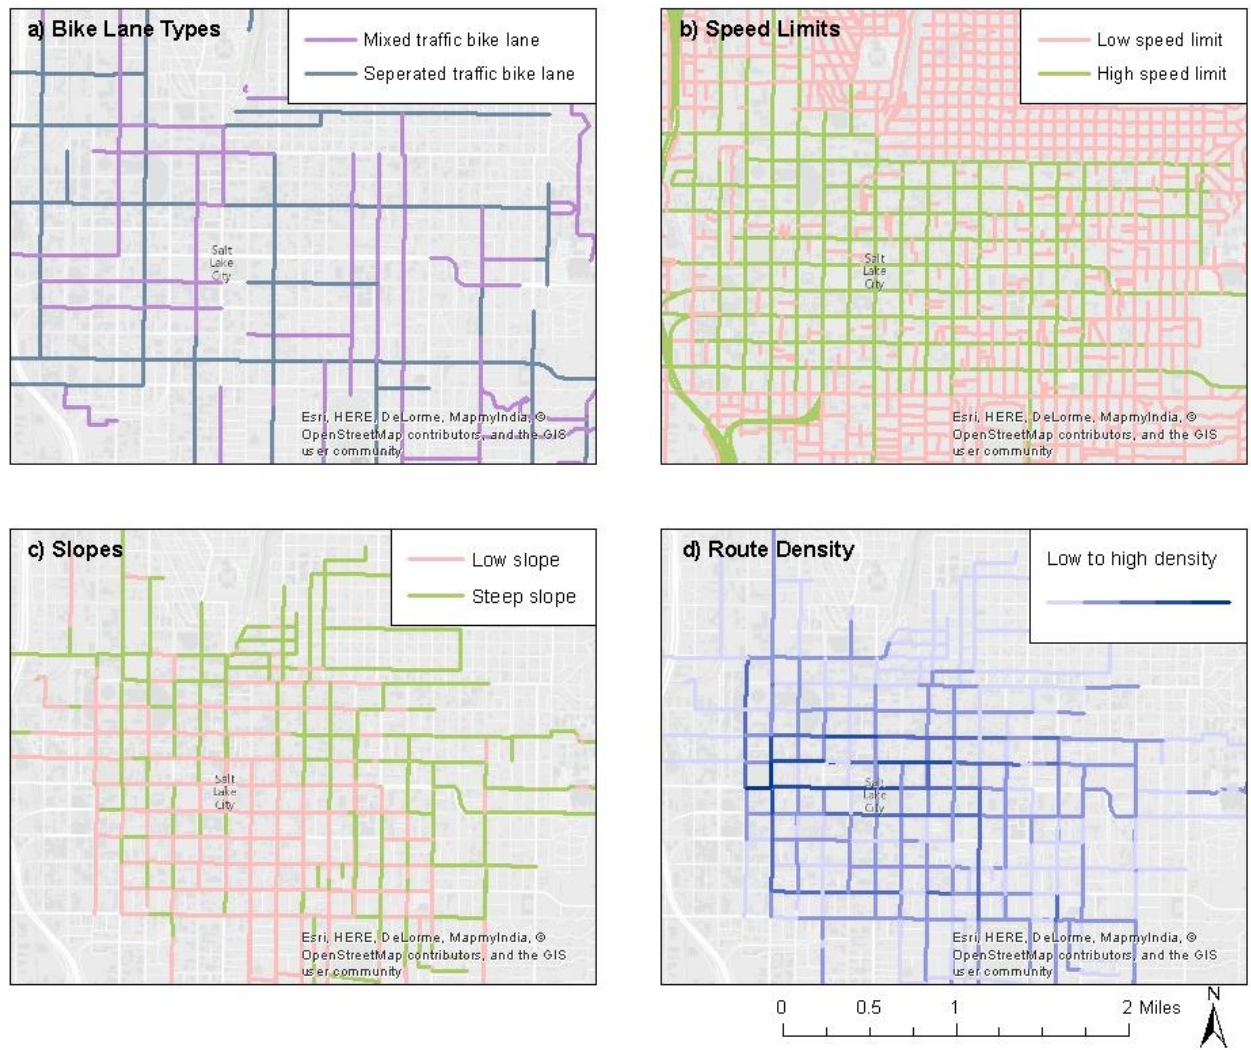 a) Bike Lane Types
Mixed traffic bike lane
Seperated traffic bike lane
Salt
Lake
City
Esri, HERE, DeLorme, MapmyIndia, ©
OpenStreetMap contributors, and the GIS
user community
b) Speed Limits
Low speed limit
High speed limit
Salt
Lake
City
Esri, HERE, DeLorme, MapmyIndia, ©
OpenStreetMap contributors, and the GIS
user community
c) Slopes
Low slope
Steep slope
Salt
Lake
City
Esri, HERE, DeLorme, MapmyIndia, ©
OpenStreetMap contributors, and the GIS
user community
d) Route Density
Low to high density
Salt
Lake
City
Esri, HERE, DeLorme, MapmyIndia, ©
OpenStreetMap contributors, and the GIS
user community
0 0.5 1 2 Miles
N